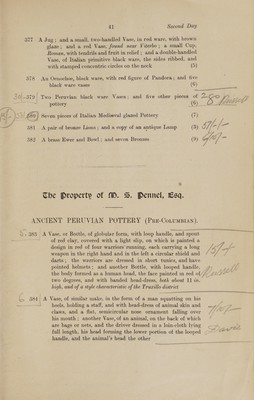 41
Second Day
377 A Jug; and a small, two-handled Vase, in red ware, with brown
glaze; and a red Vase, found near Viterbo; a small Cup,
Roman, with tendrils and fruit in relief; and a double-handled
Vase, of Italian primitive black ware, the sides ribbed, and
with stamped concentric circles on the neck (5)
378 An Oenochoe, black ware, with red figure of Pandora; and five
black ware vases (6)
379 Two Peruvian black ware Vases; and five other pieces of
pottery
380 Seven pieces of Italian Mediæval glazed Pottery (7)
381 A pair of bronze Lions; and a copy of an antique Lamp (3)
382 A brass Ewer and Bowl; and seven Bronzes (9)
The Property of M. S. Pennel, Esq.
ANCIENT PERUVIAN POTTERY (PRE-COLUMBIAN).
383 A Vase, or Bottle, of globular form, with loop handle, and spout
of red clay, covered with a light slip, on which is painted a
design in red of four warriors running, each carrying a long
weapon in the right hand and in the left a circular shield and
darts; the warriors are dressed in short tunics, and have
pointed helmets; and another Bottle, with looped handle,
the body formed as a human head, the face painted in red of
two degrees, and with banded head-dress, both about 11 in.
high, and of a style characteristic of the Truxillo district
384 A Vase, of similar make, in the form of a man squatting on his
heels, holding a staff, and with head-dress of animal skin and
claws, and a flat, semicircular nose ornament falling over
his mouth; another Vase, of an animal, on the back of which
are bags or sacks, and the driver dressed in a loin-cloth lying
full length, his head forming the lower portion of the looped
handle, and the animal's head the other